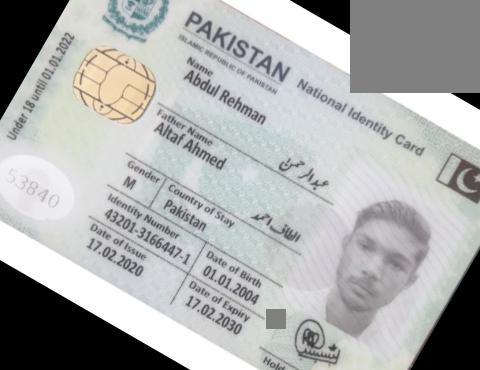 PAKISTAN National Identity Card
ISLAMIC REPUBLIC OF PAKISTAN
Under 18 until 01.01.2022
Name
Abdul Rehman
عبدالرحمن
Father Name
Altaf Ahmed
الطاف احمد
Gender
M
Country of Stay
Pakistan
53840
Identity Number
43201-3166447-1
Date of Birth
01.01.2004
Date of Issue
17.02.2020
Date of Expiry
17.02.2030